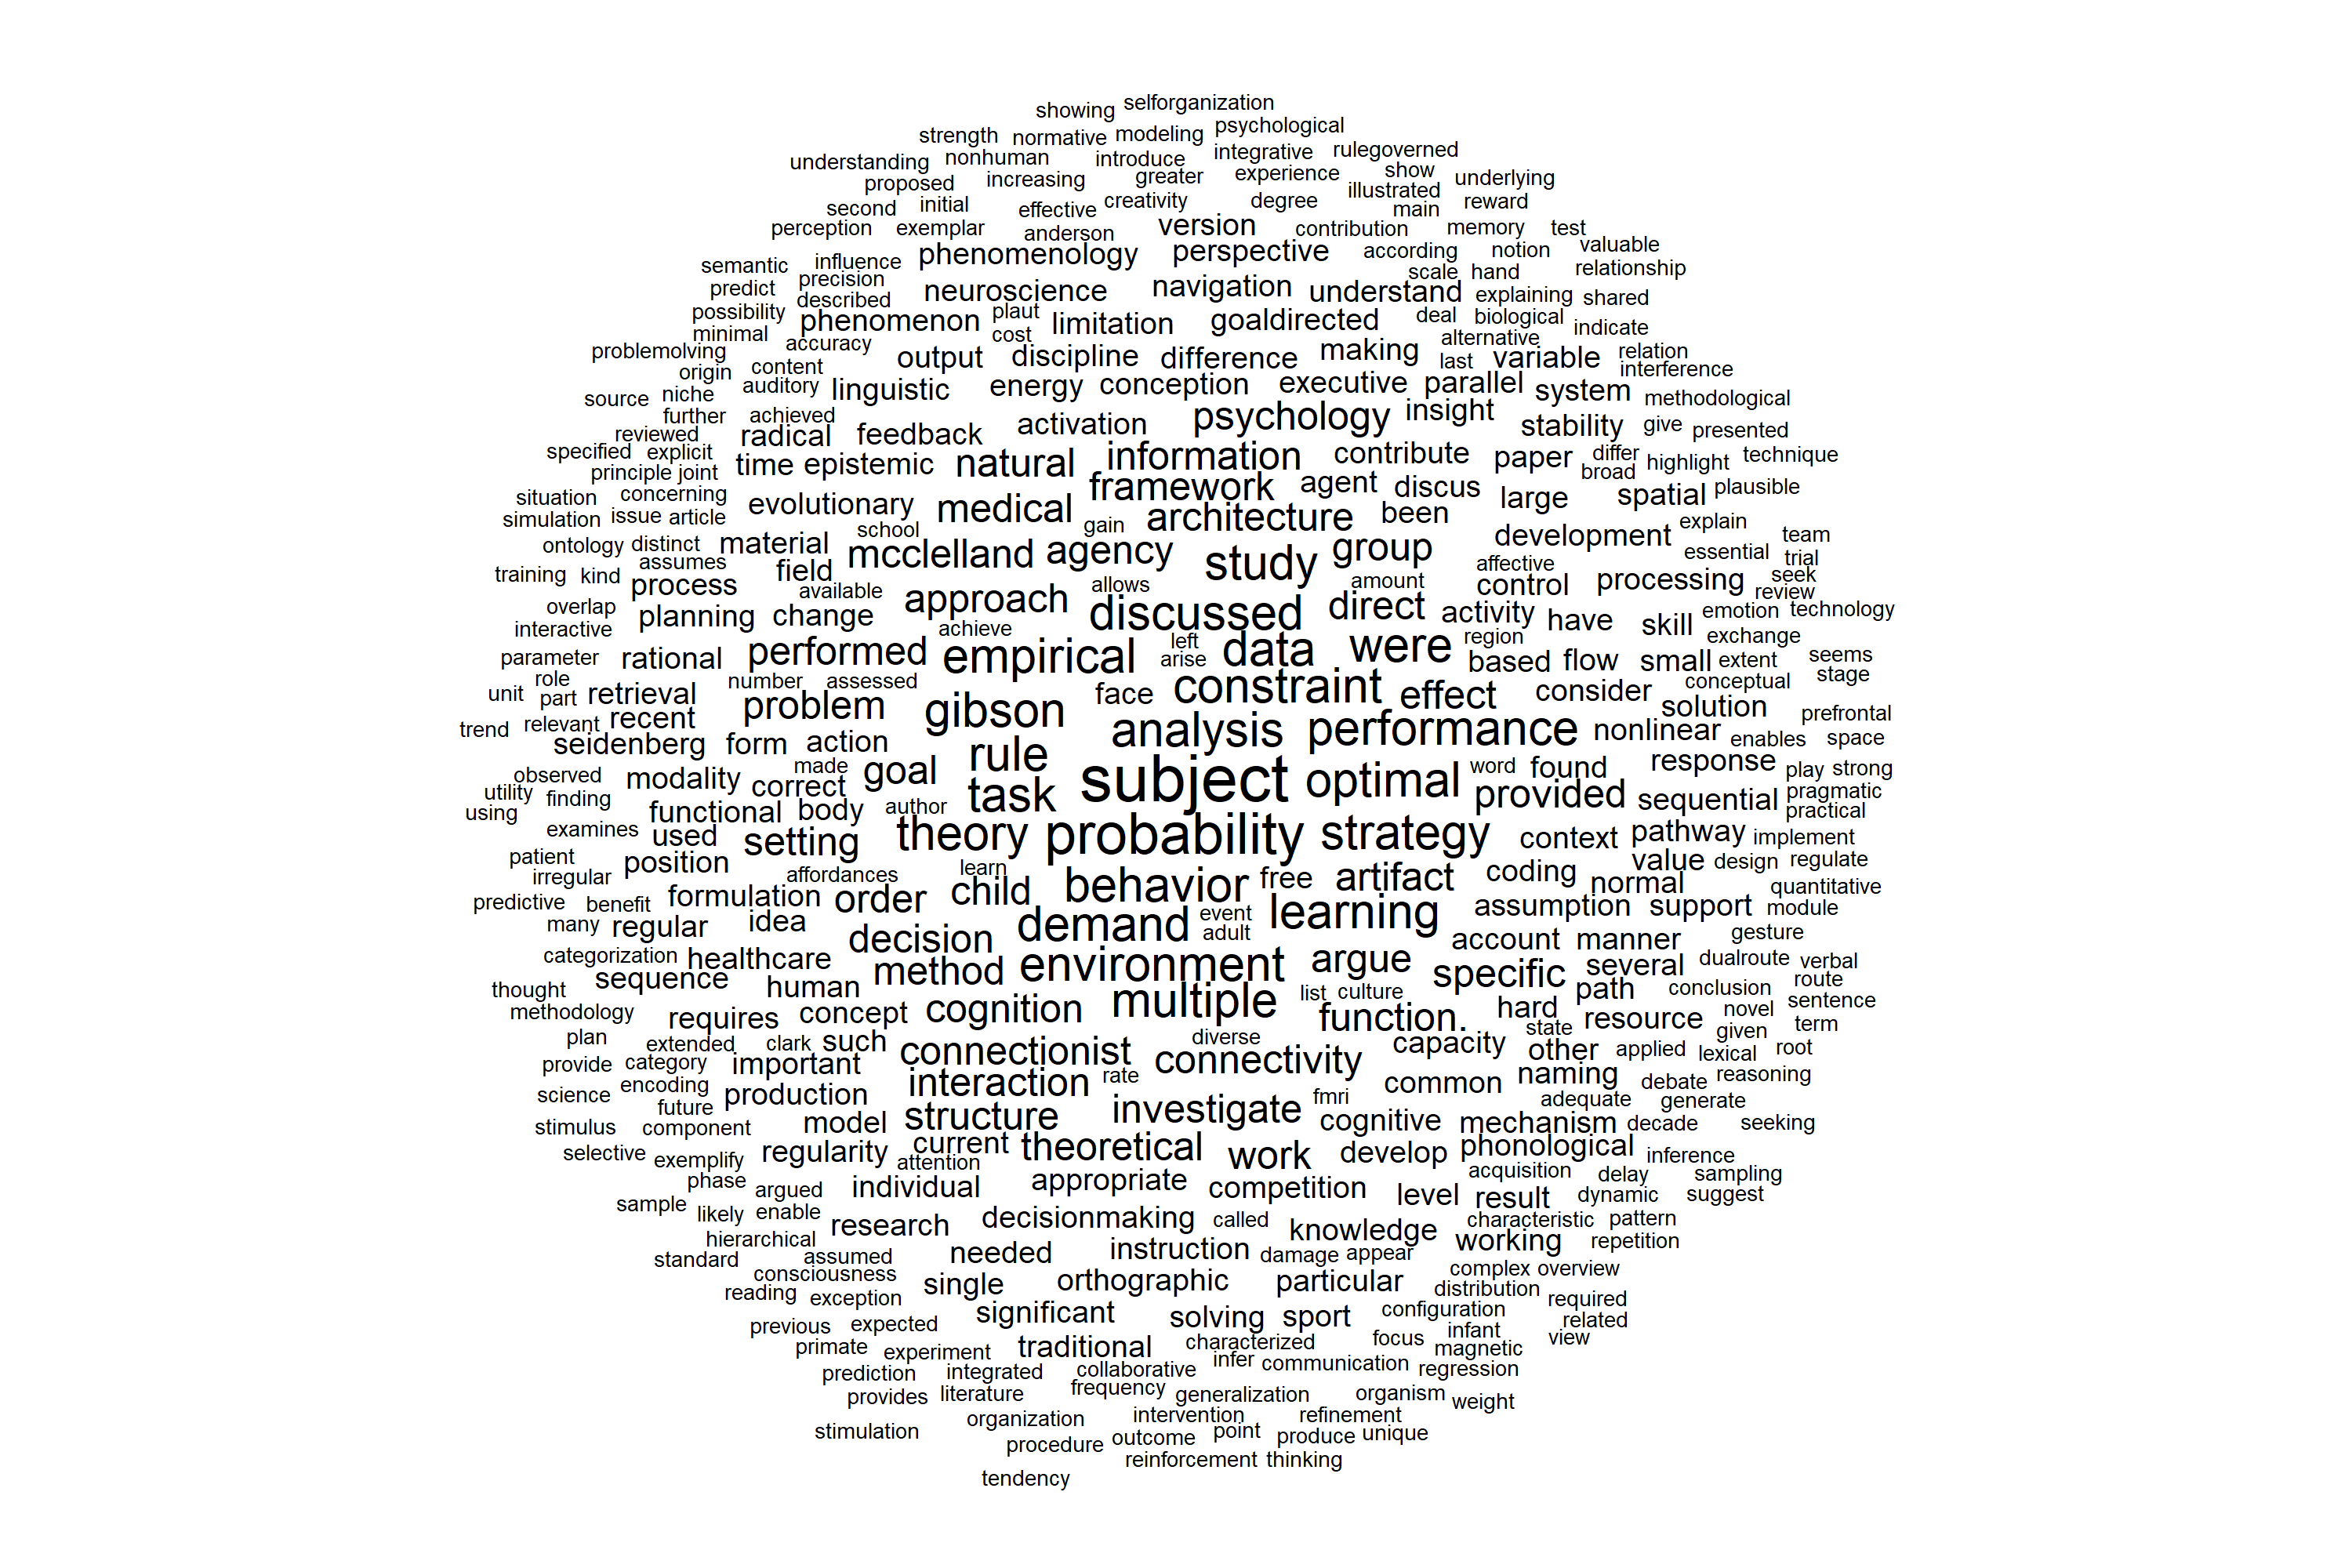 showing selforganization
strength normative modeling psychological
understanding nonhuman introduce integrative rulegoverned
proposed increasing greater experience show underlying
second initial effective creativity degree illustrated main reward
perception exemplar anderson version contribution memory test
phenomenology perspective according notion valuable
semantic influence scale hand relationship
predict precision neuroscience navigation understand explaining shared
possibility described phenomenon plaut limitation goaldirected deal biological indicate
minimal accuracy cost alternative
problemolving output discipline difference making last variable relation
origin content interference
source niche auditory linguistic energy conception executive parallel system methodological
further achieved activation psychology insight stability give presented
reviewed radical feedback
specified explicit natural information contribute paper differ highlight technique
principle joint time epistemic broad
situation concerning evolutionary medical framework agent discus large spatial plausible
simulation issue article school gain architecture been development explain team
ontology distinct material mcclelland agency study group essential trial
training kind assumes field affective seek
process available allows amount control processing review
overlap planning change approach discussed direct activity have skill emotion technology
interactive achieve left region exchange
parameter rational performed empirical arise data were based flow small extent seems
role number assessed conceptual stage
unit part retrieval face constraint effect consider
trend relevant recent problem gibson solution prefrontal
seidenberg form action analysis performance nonlinear enables space
observed modality made goal rule word found response play strong
utility finding correct task subject optimal pragmatic
using functional body author provided sequential practical
examines used setting theory probability strategy context pathway implement
patient position value design regulate
irregular affordances learn behavior free artifact coding normal
predictive benefit formulation order child quantitative
many regular idea demand event learning assumption support module
adult gesture
categorization healthcare decision account manner
sequence method environment argue specific several dualroute verbal
thought human path conclusion route
methodology requires concept cognition multiple list culture hard novel sentence
function. state resource given term
plan extended clark such diverse capacity
provide category important connectionist connectivity other applied lexical root
science encoding production interaction rate common naming debate reasoning
future fmri adequate generate
stimulus component model structure investigate cognitive mechanism decade seeking
selective exemplify regularity current theoretical work develop phonological inference
attention acquisition delay sampling
phase argued individual appropriate competition level result dynamic suggest
sample likely enable research decisionmaking called knowledge characteristic pattern
hierarchical needed instruction damage appear working repetition
standard assumed
consciousness single orthographic particular complex overview
reading exception distribution required
previous expected significant solving sport configuration related
primate experiment traditional characterized focus infant view
magnetic
prediction integrated collaborative infer communication regression
provides literature frequency generalization organism weight
stimulation organization intervention refinement
procedure outcome point produce unique
reinforcement thinking
tendency